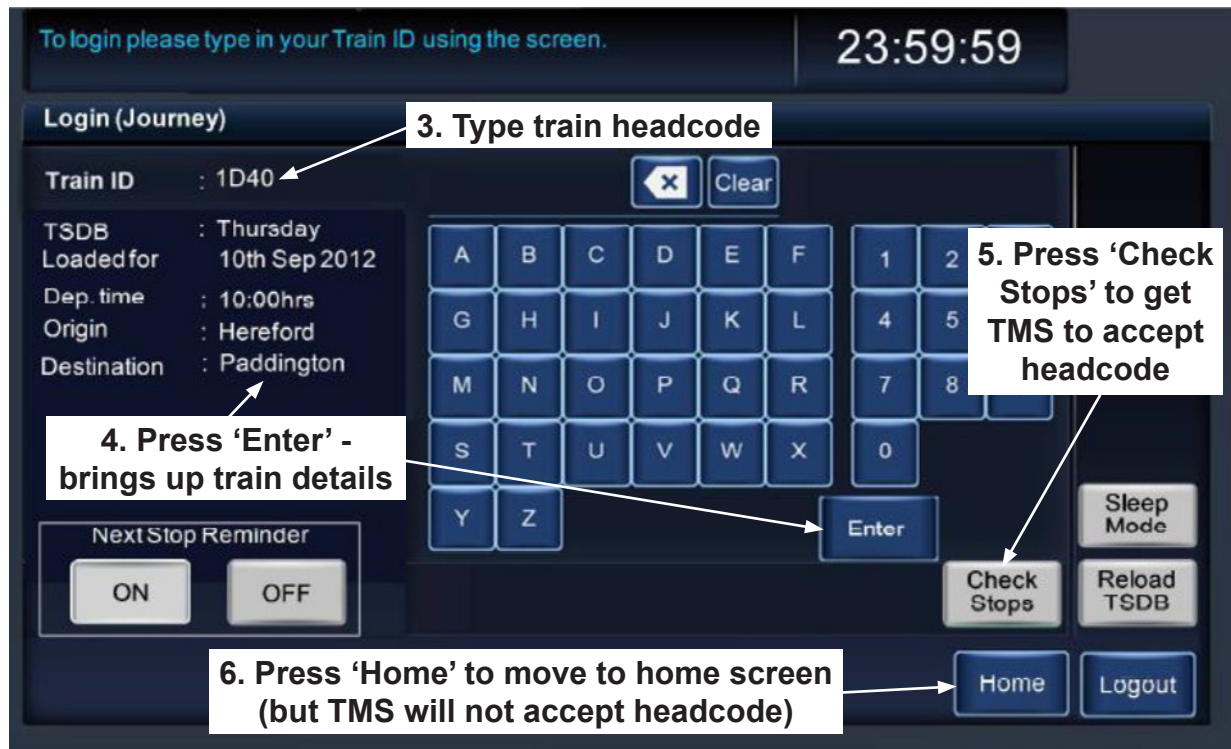 To login please type in your Train ID using the screen.
23:59:59
Login (Journey)
3. Type train headcode
Train ID : 1D40
Clear
TSDB : Thursday
Loaded for 10th Sep 2012
Dep. time : 10:00hrs
Origin : Hereford
Destination : Paddington
A B C D E F 1 2
G H I J K L 4 5
M N O P Q R 7 8
S T U V W X 0
Y Z
Enter
5. Press ‘Check
Stops’ to get
TMS to accept
headcode
4. Press ‘Enter’ -
brings up train details
Next Stop Reminder
ON OFF
Sleep
Mode
Check
Stops
Reload
TSDB
6. Press ‘Home’ to move to home screen
(but TMS will not accept headcode)
Home
Logout